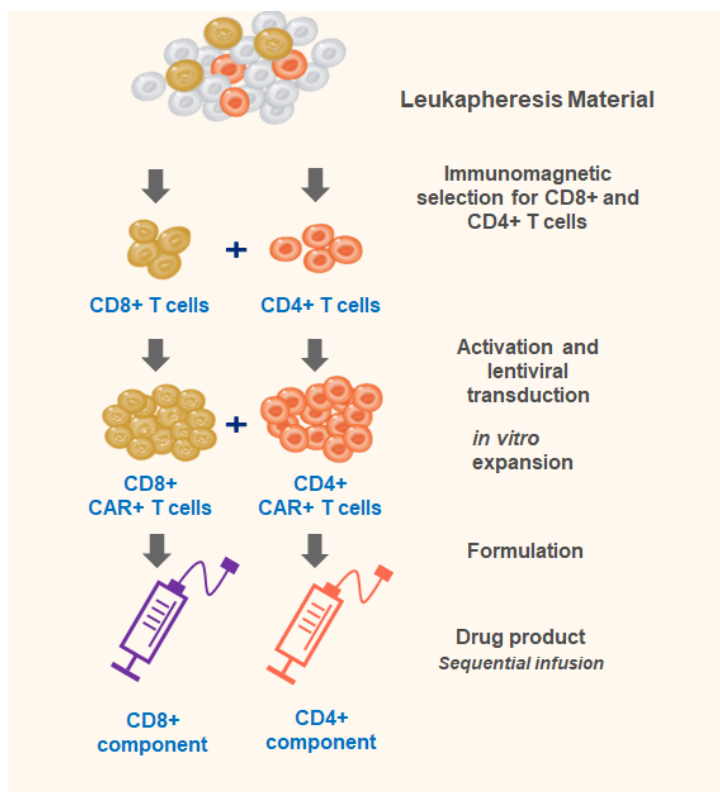 Leukapheresis Material
Immunomagnetic
selection for CD8+ and
CD4+ T cells
+
CD8+ T cells
CD4+ T cells
Activation and
lentiviral
transduction
in vitro
expansion
+
CD8+
CAR+ T cells
CD4+
CAR+ T cells
Formulation
Drug product
Sequential infusion
CD8+
component
CD4+
component